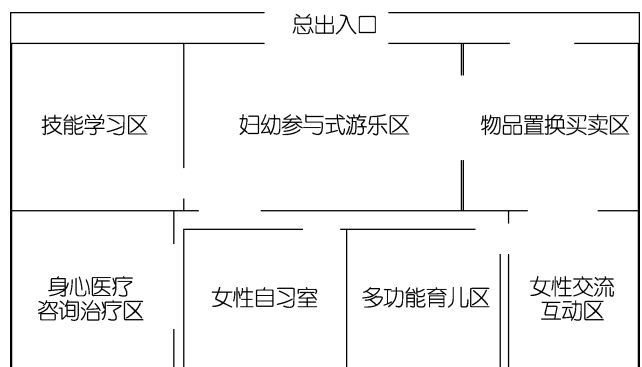 总出入口
技能学习区
妇幼参与式游乐区
物品置换买卖区
身心医疗
咨询治疗区
女性自习室
多功能育儿区
女性交流
互动区